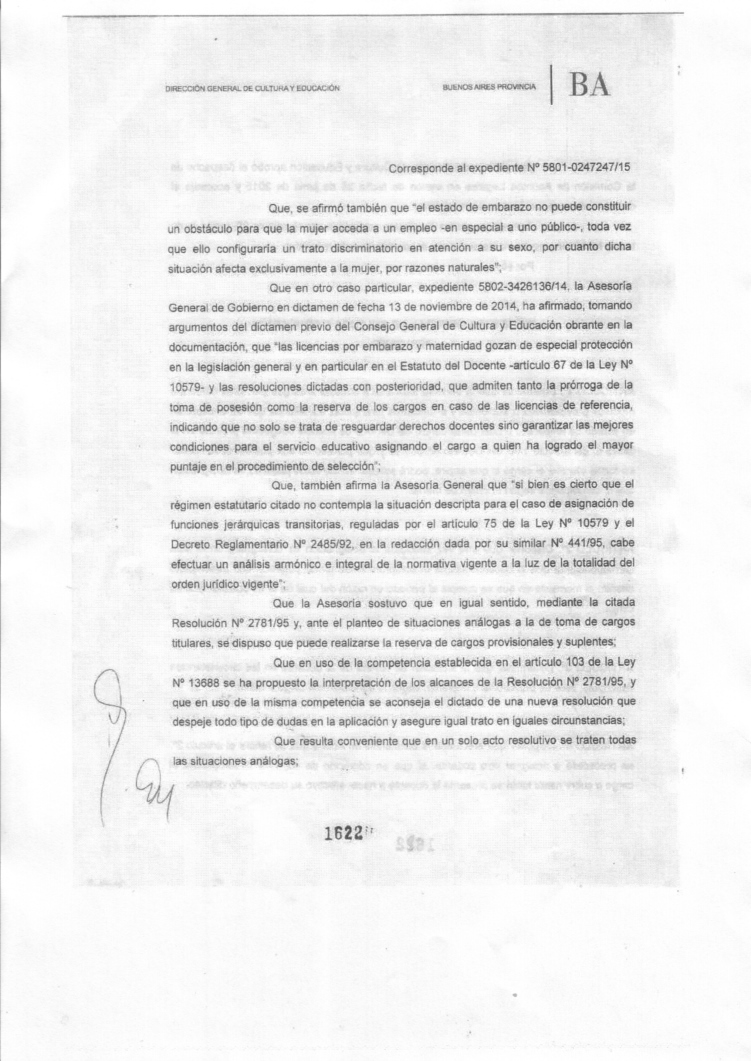 DIRECCIÓN GENERAL DE CULTURA Y EDUCACIÓN
BUENOS AIRES PROVINCIA
BA
Corresponde al expediente Nº 5801-0247247/15
Que, se afirmó también que "el estado de embarazo no puede constituir
un obstáculo para que la mujer acceda a un empleo -en especial a uno público-, toda vez
que ello configuraría un trato discriminatorio en atención a su sexo, por cuanto dicha
situación afecta exclusivamente a la mujer, por razones naturales";
Que en otro caso particular, expediente 5802-3426136/14, la Asesoría
General de Gobierno en dictamen de fecha 13 de noviembre de 2014, ha afirmado, tomando
argumentos del dictamen previo del Consejo General de Cultura y Educación obrante en la
documentación, que "las licencias por embarazo y maternidad gozan de especial protección
en la legislación general y en particular en el Estatuto del Docente -artículo 67 de la Ley Nº
10579- y las resoluciones dictadas con posterioridad, que admiten tanto la prórroga de la
toma de posesión como la reserva de los cargos en caso de las licencias de referencia,
indicando que no solo se trata de resguardar derechos docentes sino garantizar las mejores
condiciones para el servicio educativo asignando el cargo a quien ha logrado el mayor
puntaje en el procedimiento de selección";
Que, también afirma la Asesoría General que "si bien es cierto que el
régimen estatutario citado no contempla la situación descripta para el caso de asignación de
funciones jerárquicas transitorias, reguladas por el artículo 75 de la Ley Nº 10579 y el
Decreto Reglamentario Nº 2485/92, en la redacción dada por su similar Nº 441/95, cabe
efectuar un análisis armónico e integral de la normativa vigente a la luz de la totalidad del
orden jurídico vigente";
Que la Asesoría sostuvo que en igual sentido, mediante la citada
Resolución Nº 2781/95 y, ante el planteo de situaciones análogas a la de toma de cargos
titulares, se dispuso que puede realizarse la reserva de cargos provisionales y suplentes;
Que en uso de la competencia establecida en el artículo 103 de la Ley
Nº 13688 se ha propuesto la interpretación de los alcances de la Resolución Nº 2781/95, y
que en uso de la misma competencia se aconseja el dictado de una nueva resolución que
despeje todo tipo de dudas en la aplicación y asegure igual trato en iguales circunstancias;
Que resulta conveniente que en un solo acto resolutivo se traten todas
las situaciones análogas;
1622